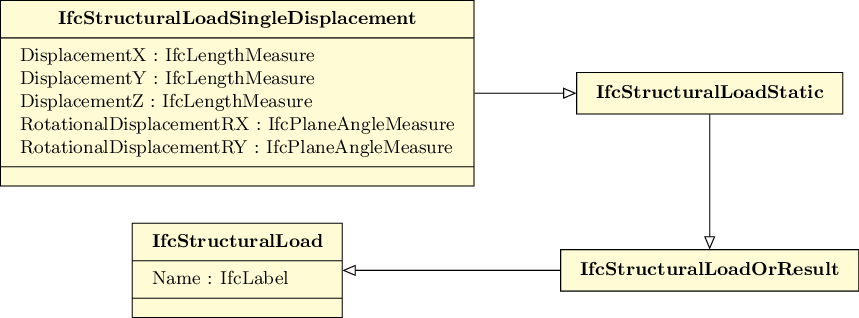 IfcStructuralLoadSingleDisplacement
DisplacementX : IfcLengthMeasure
DisplacementY : IfcLengthMeasure
DisplacementZ : IfcLengthMeasure
RotationalDisplacementRX : IfcPlaneAngleMeasure
RotationalDisplacementRY : IfcPlaneAngleMeasure
IfcStructuralLoadStatic
IfcStructuralLoad
Name : IfcLabel
IfcStructuralLoadOrResult